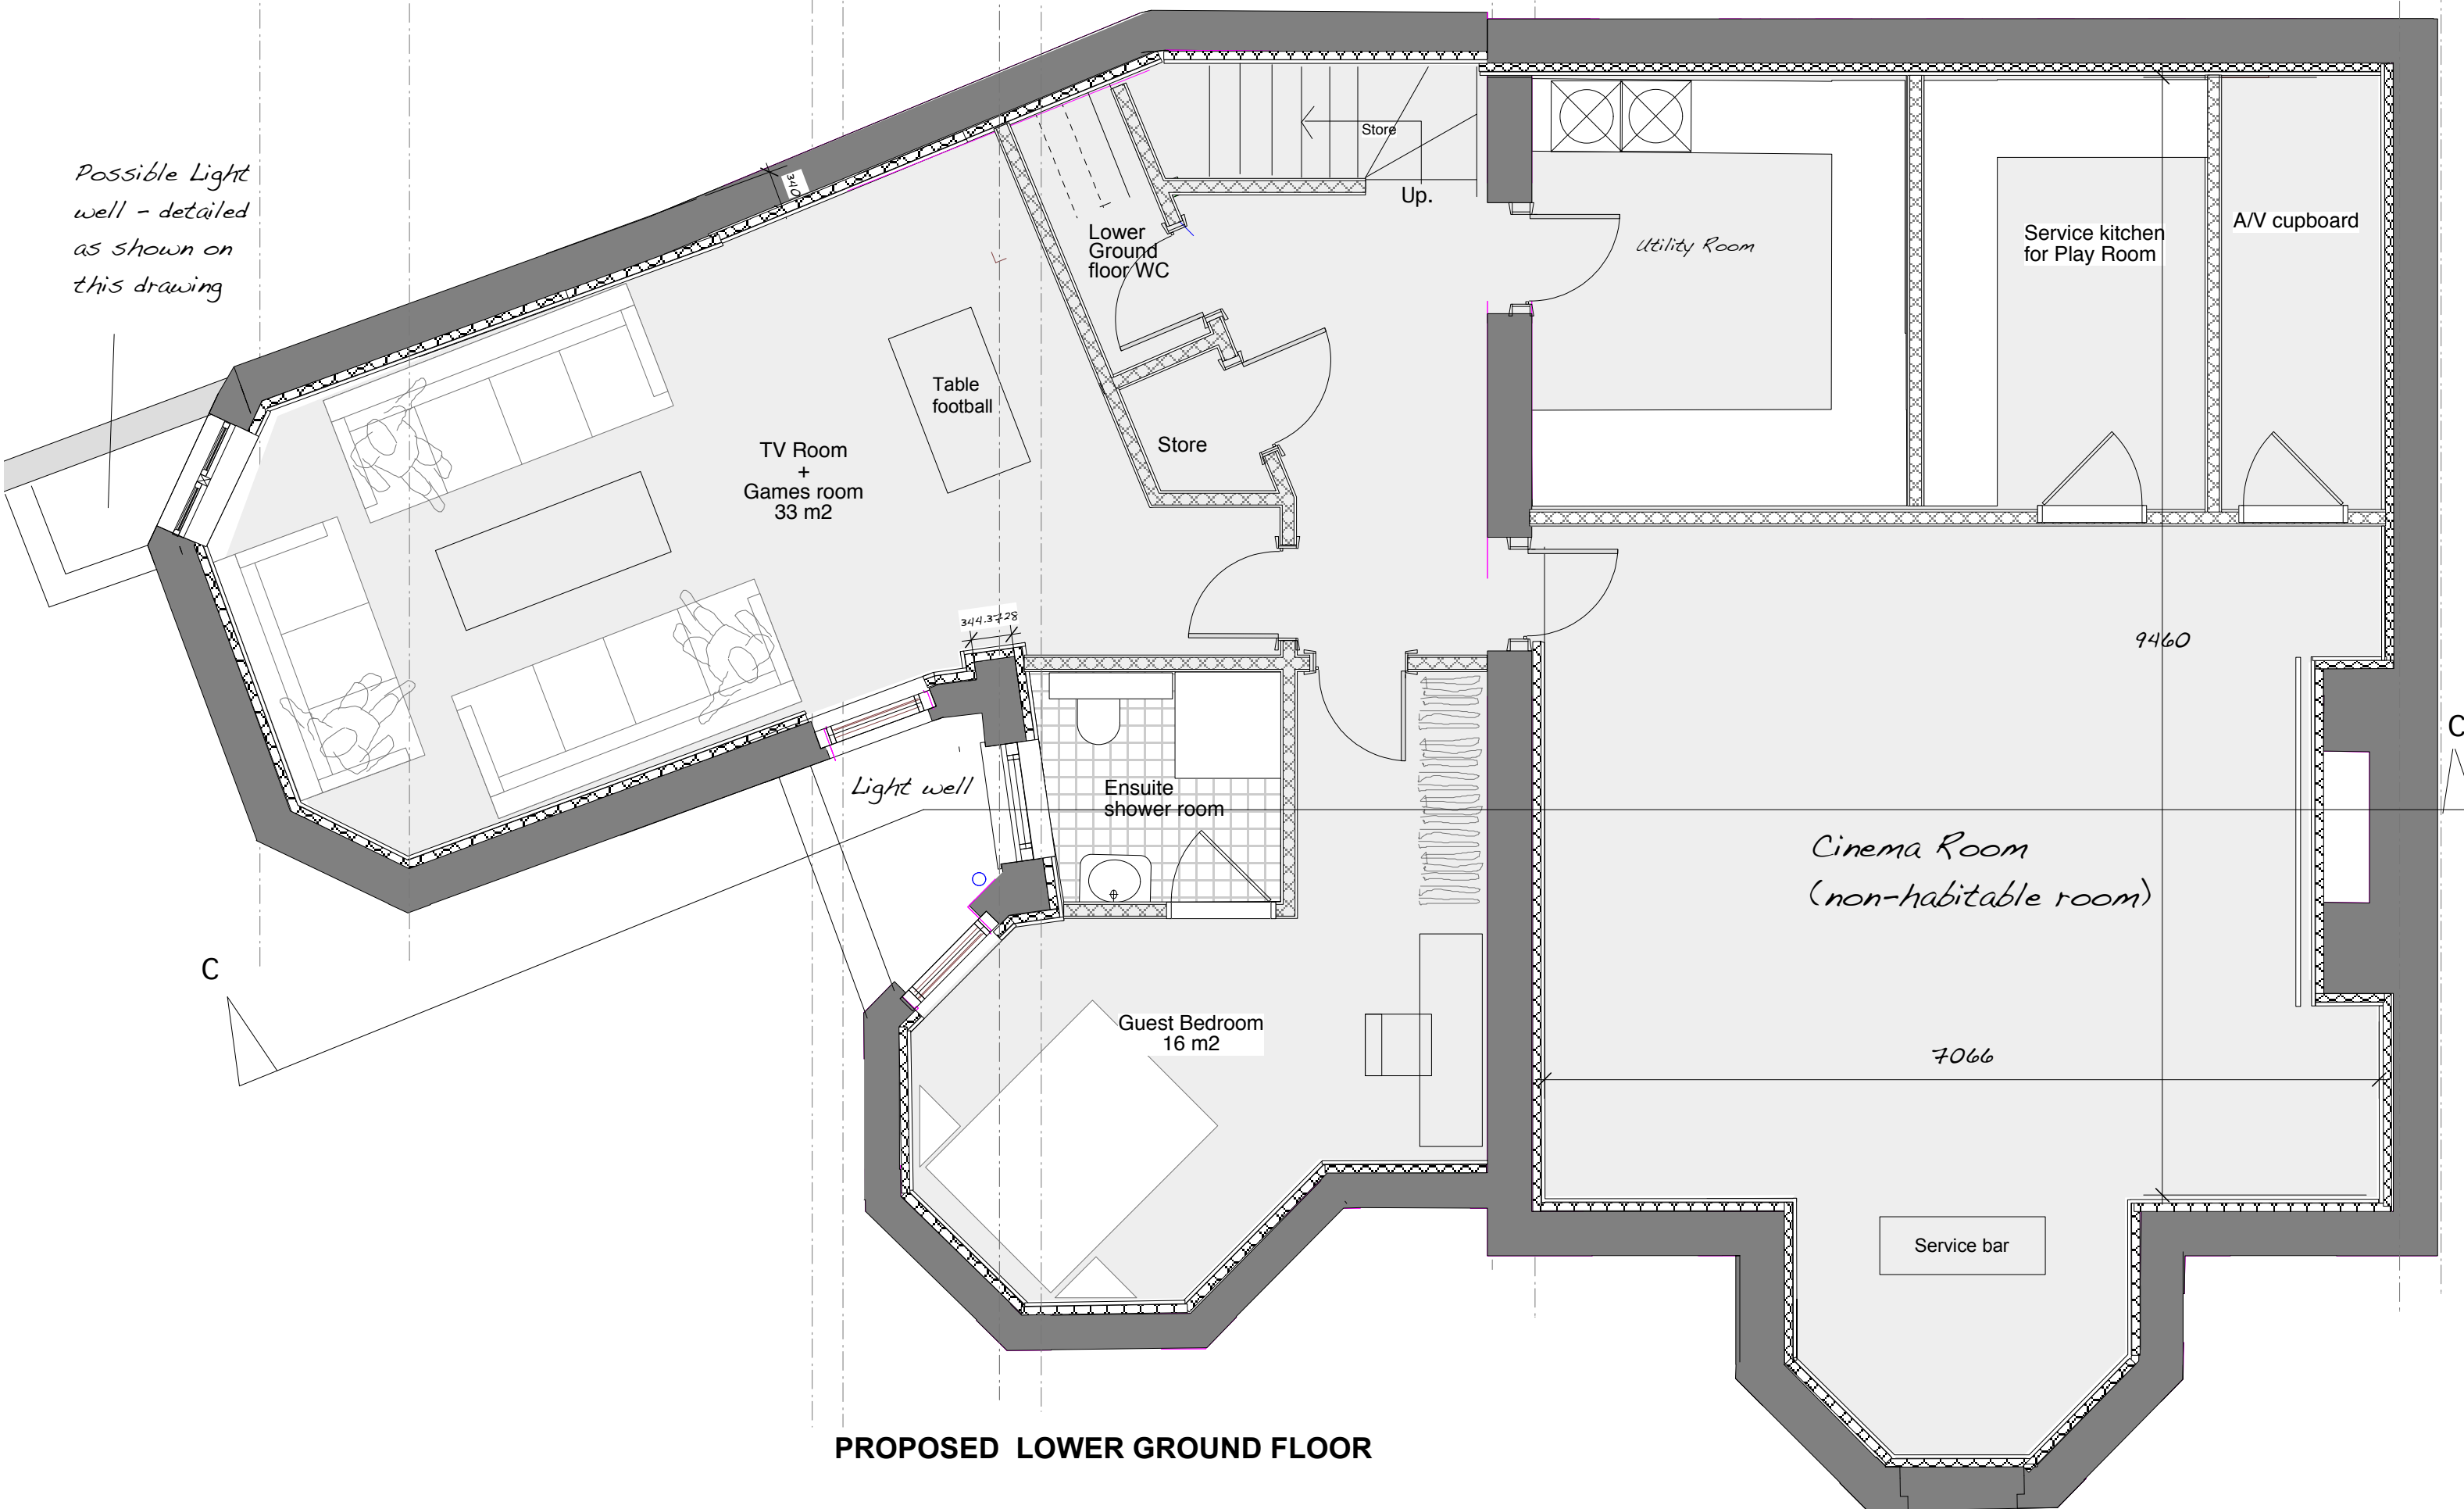 Possible Light
well - detailed
as shown on
this drawing
340
Store
Up.
Lower
Ground
floor WC
Utility Room
Service kitchen
for Play Room
A/V cupboard
Table
football
TV Room
+
Games room
33 m2
Store
344.3728
9460
C
Light well
Ensuite
shower room
Cinema Room
(non-habitable room)
C
Guest Bedroom
16 m2
7066
Service bar
PROPOSED LOWER GROUND FLOOR